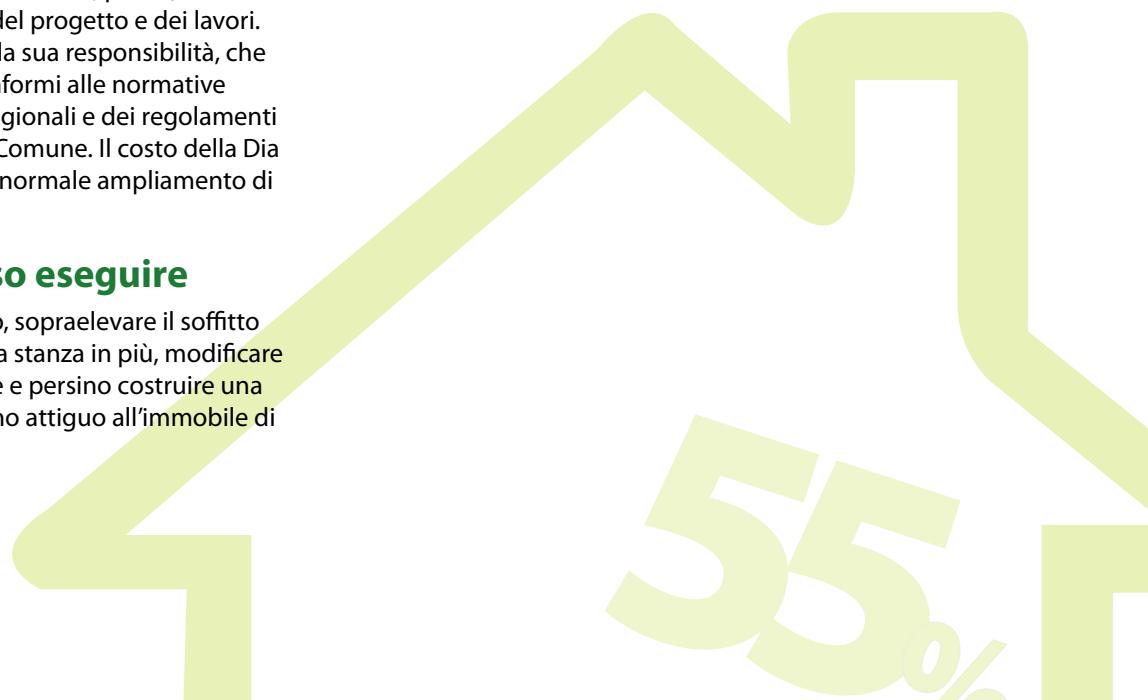 del progetto e dei lavori.
la sua responsabilità, che
formi alle normative
gionali e dei regolamenti
Comune. Il costo della Dia
normale ampliamento di
so eseguire
o, sopraelevare il soffitto
a stanza in più, modificare
e e persino costruire una
no attiguo all'immobile di
55%